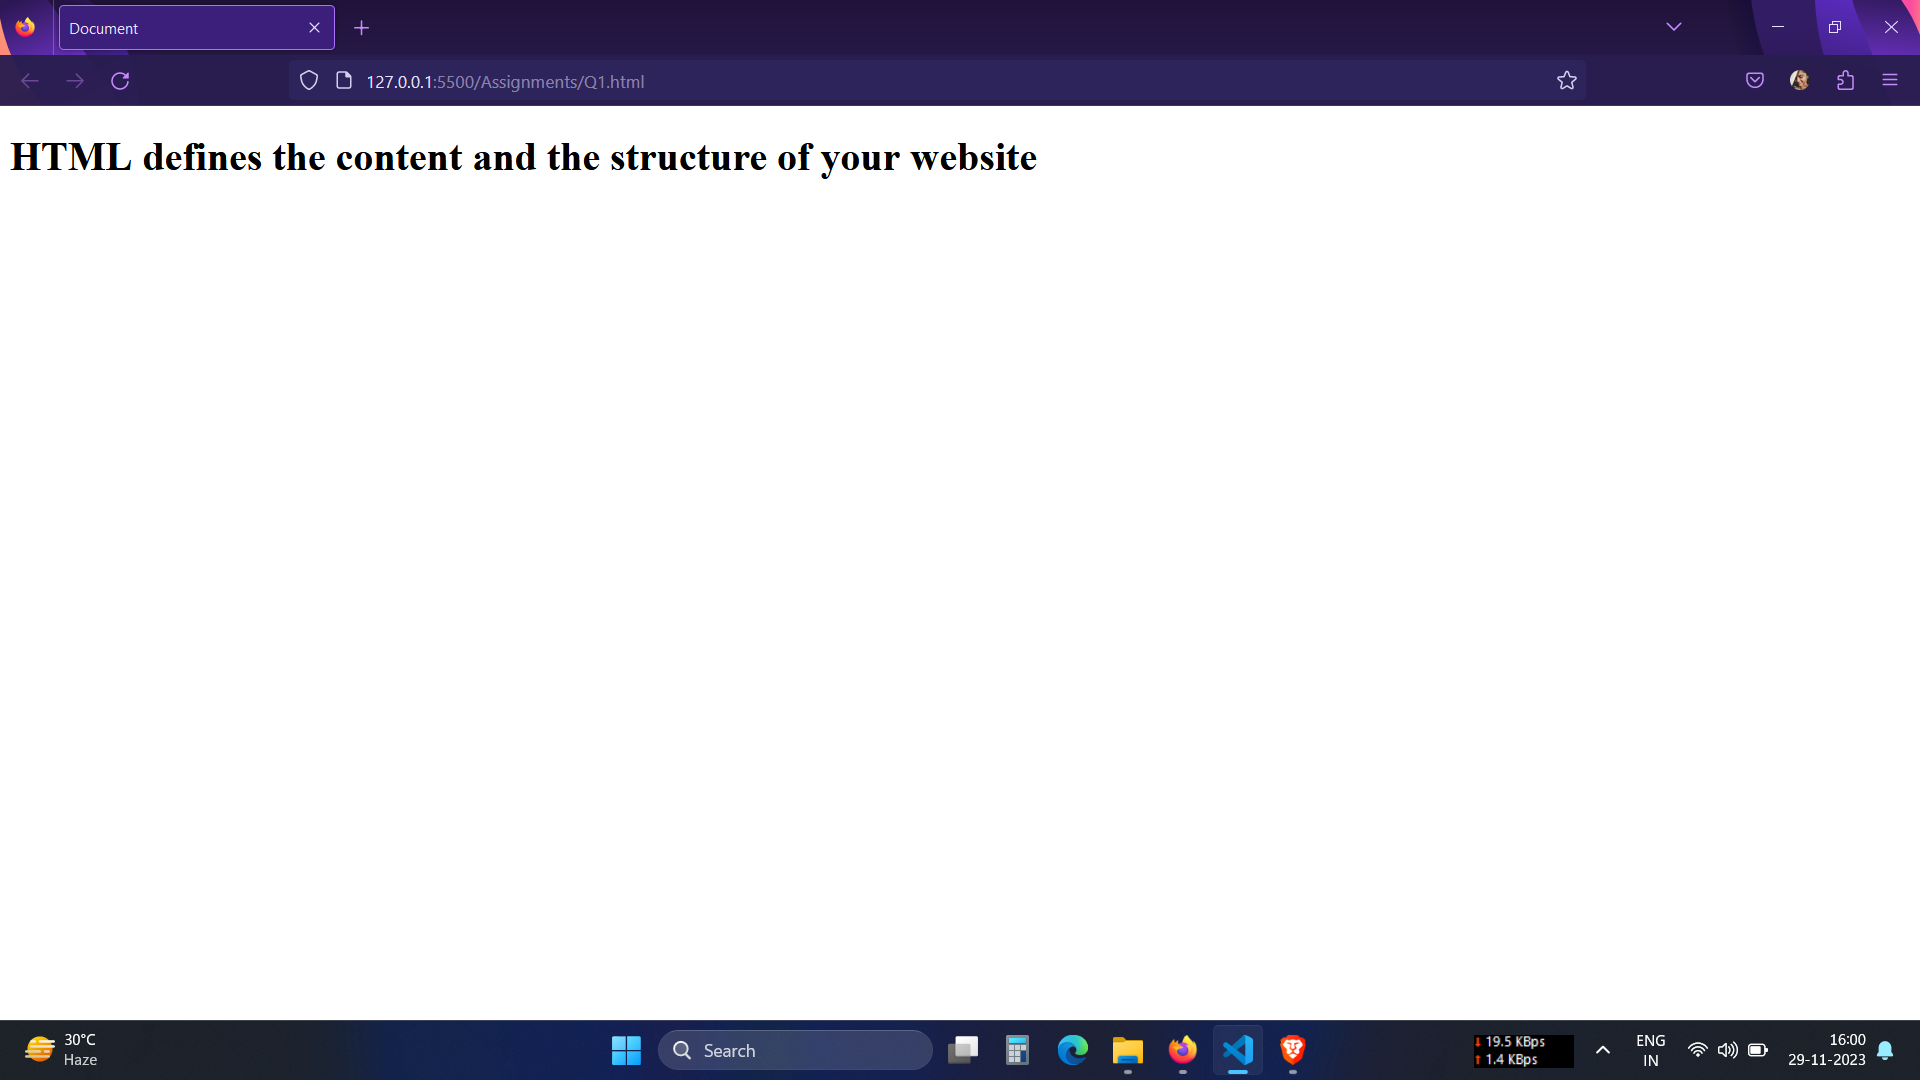 Document
127.0.0.1:5500/Assignments/Q1.html
HTML defines the content and the structure of your website
30°C
Haze
Search
19.5 KBps
1.4 KBps
ENG
IN
16:00
29-11-2023